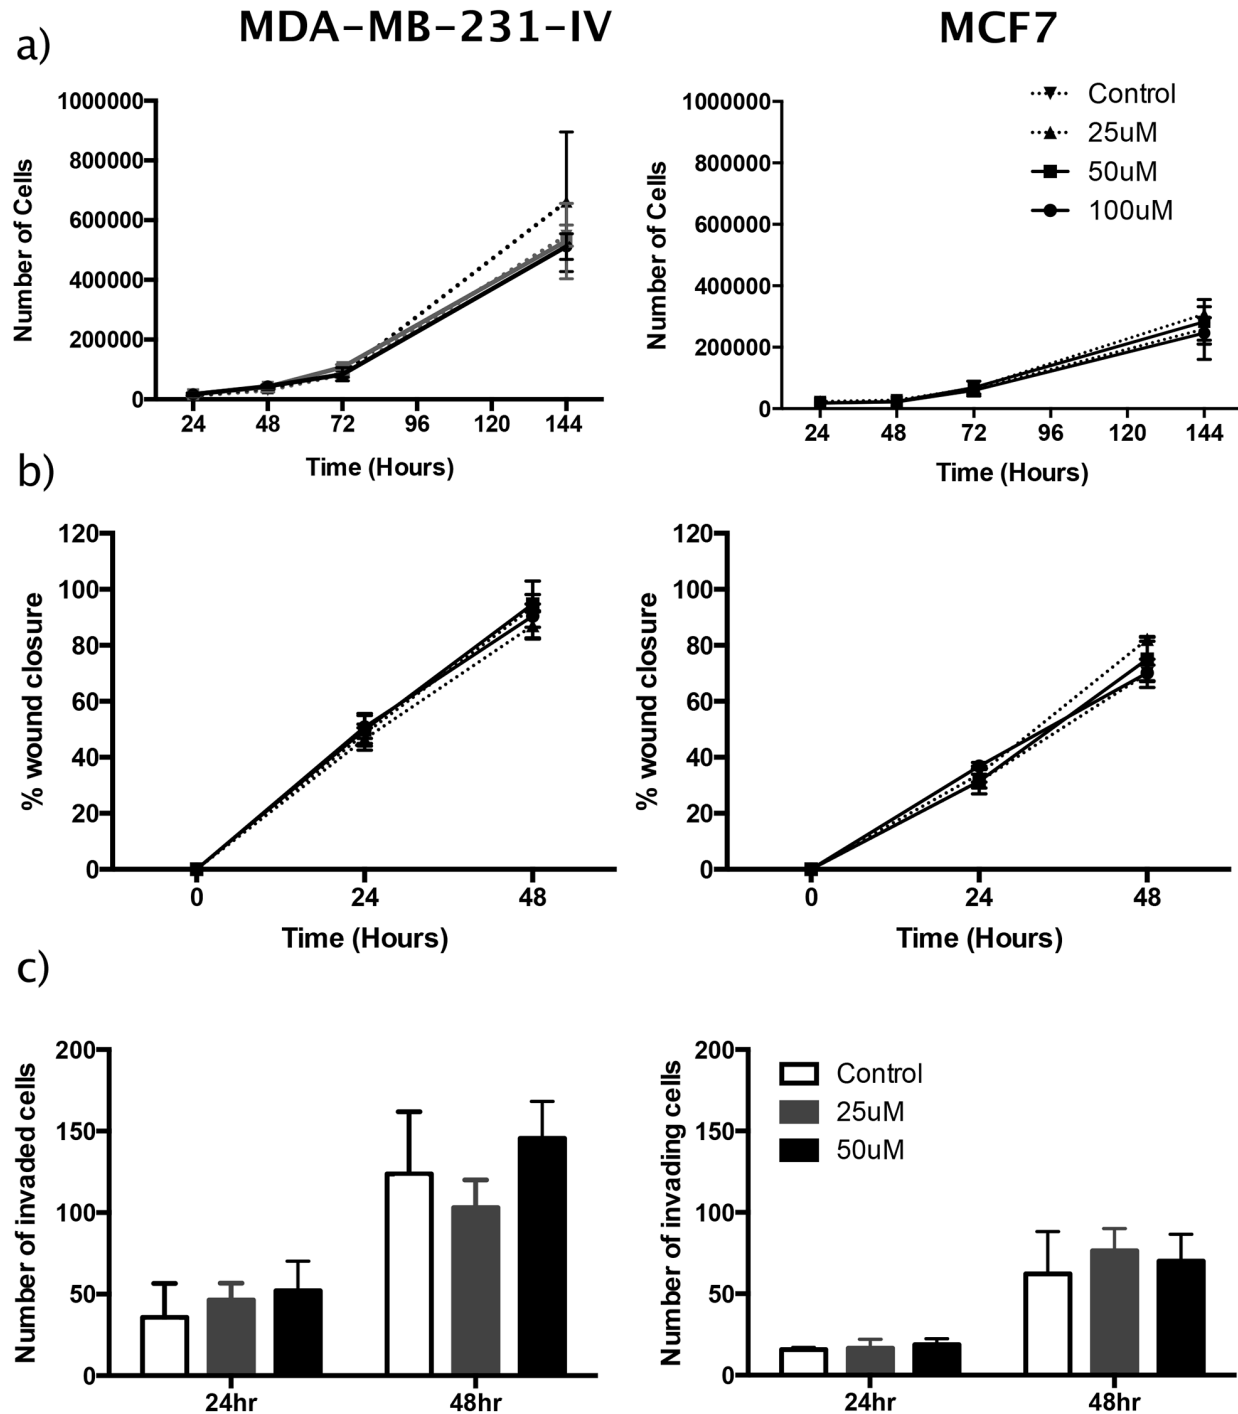 MDA-MB-231-IV
MCF7
a)
Number of Cells
1000000
800000
600000
400000
200000
0
24 48 72 96 120 144
Time (Hours)
Number of Cells
1000000
800000
600000
400000
200000
0
24 48 72 96 120 144
Time (Hours)
Control
25uM
50uM
100uM
b)
% wound closure
120
100
80
60
40
20
0
0 24 48
Time (Hours)
% wound closure
120
100
80
60
40
20
0
0 24 48
Time (Hours)
c)
Number of invaded cells
200
150
100
50
0
24hr 48hr
Number of invading cells
200
150
100
50
0
24hr 48hr
Control
25uM
50uM